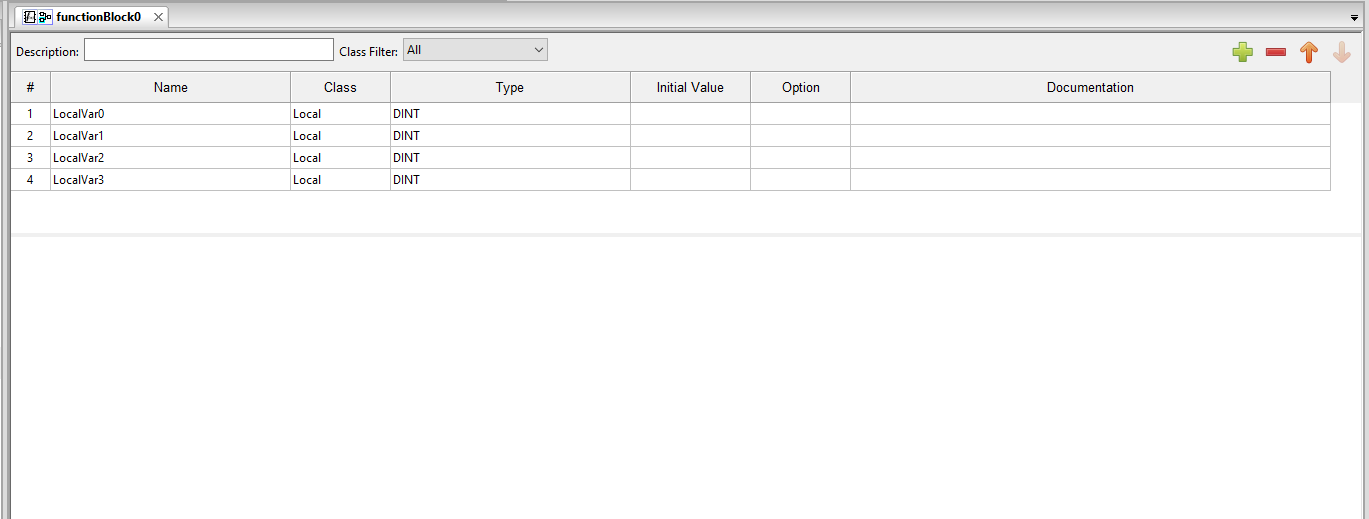 functionBlock0
Description: Class Filter: All
# Name Class Type Initial Value Option Documentation
1 LocalVar0 Local DINT
2 LocalVar1 Local DINT
3 LocalVar2 Local DINT
4 LocalVar3 Local DINT